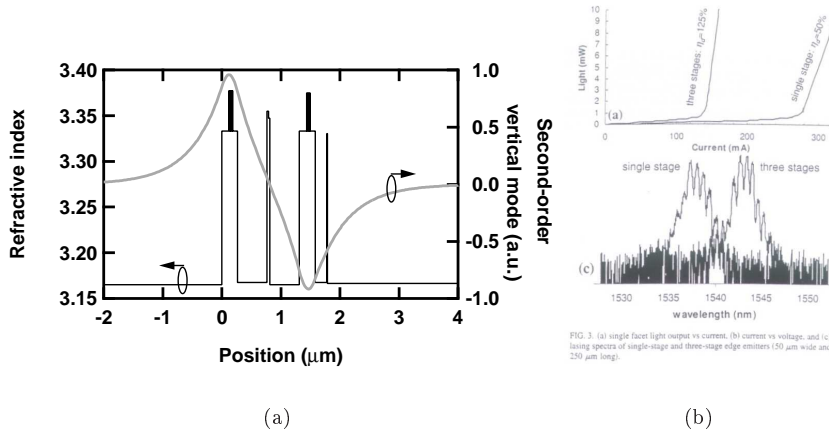 (a)
3.40
3.35
3.30
3.25
3.20
3.15
Refractive index
-2
-1
0
1
2
3
4
Position (μm)
1.0
0.5
0.0
-0.5
-1.0
Second-order
vertical mode (a.u.)
(b)
10
9
8
7
6
5
4
3
2
1
0
Light (mW)
three stages: ηd=125%
single stage: ηd=50%
(a)
0
100
200
300
Current (mA)
single stage
three stages
(c)
1530
1535
1540
1545
1550
wavelength (nm)
FIG. 3. (a) single facet light output vs current, (b) current vs voltage, and (c)
lasing spectra of single-stage and three-stage edge emitters (50 μm wide and
250 μm long).
(a)
(b)